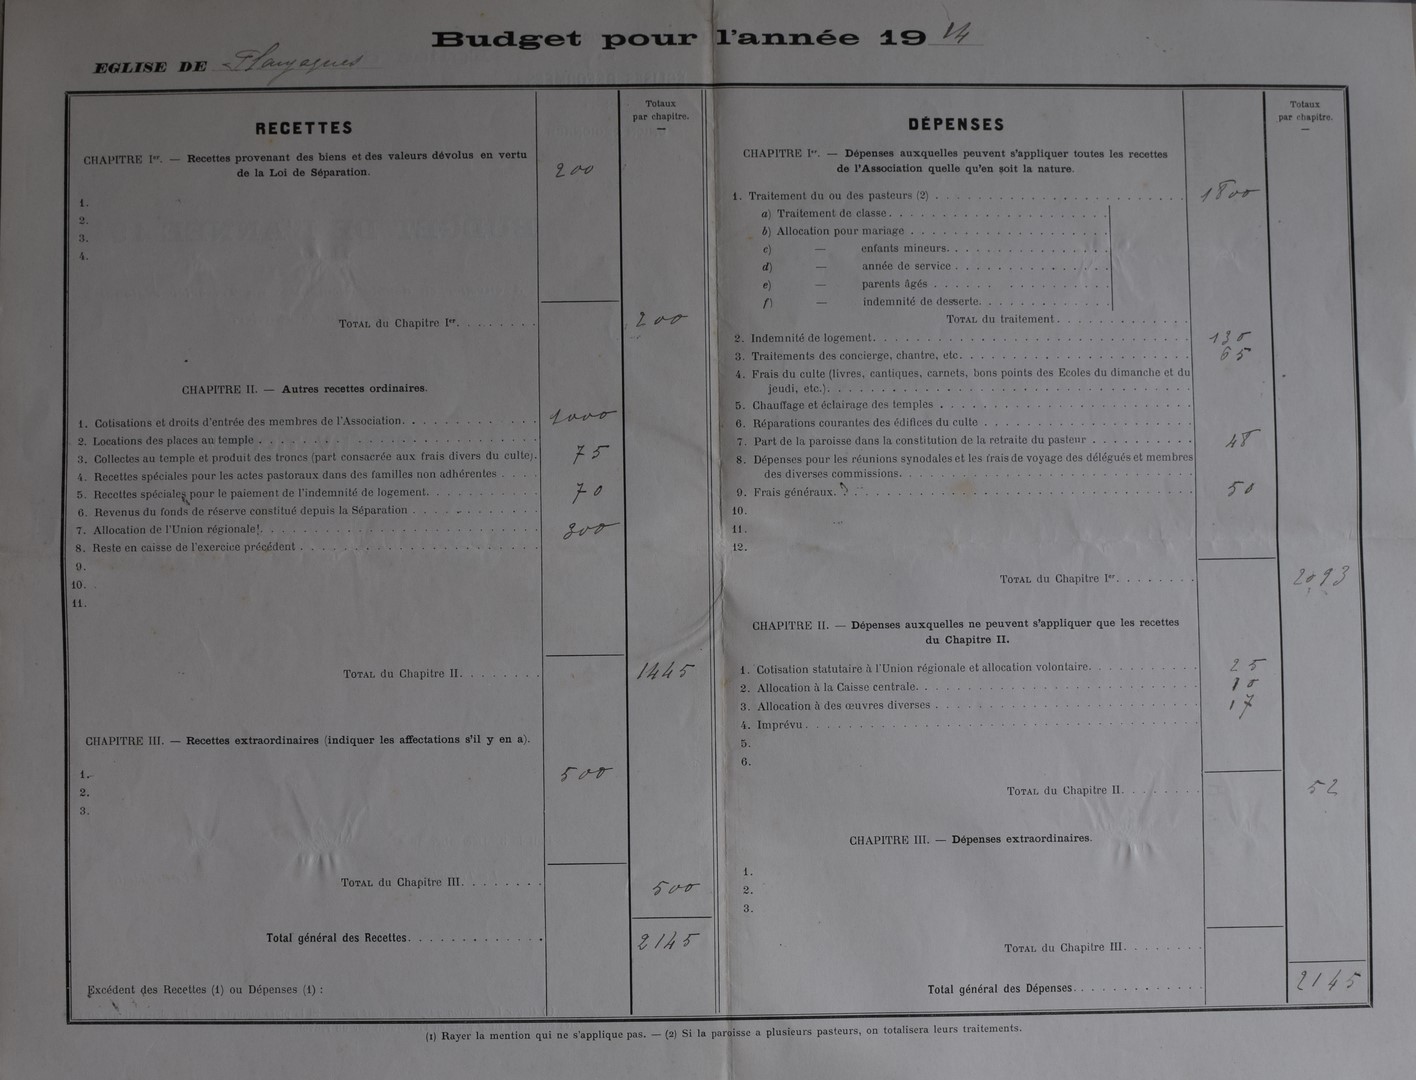 Budget pour l'année 1914
EGLISE DE
RECETTES
Totaux par chapitre.
CHAPITRE Ier. — Recettes provenant des biens et des valeurs dévolus en vertu
de la Loi de Séparation. 200
1.
2.
3.
4.
TOTAL du Chapitre Ier. 200
CHAPITRE II. — Autres recettes ordinaires.
1. Cotisations et droits d'entrée des membres de l'Association. 1000
2. Locations des places au temple
3. Collectes au temple et produit des troncs (part consacrée aux frais divers du culte). 75
4. Recettes spéciales pour les actes pastoraux dans des familles non adhérentes
5. Recettes spéciales pour le paiement de l'indemnité de logement. 70
6. Revenus du fonds de réserve constitué depuis la Séparation
7. Allocation de l'Union régionale. 300
8. Reste en caisse de l'exercice précédent
9.
10.
11.
TOTAL du Chapitre II. 1445
CHAPITRE III. — Recettes extraordinaires (indiquer les affectations s'il y en a).
1. 500
2.
3.
TOTAL du Chapitre III. 500
Total général des Recettes. 2145
Excédent des Recettes (1) ou Dépenses (1) :
DÉPENSES
Totaux par chapitre.
CHAPITRE Ier. — Dépenses auxquelles peuvent s'appliquer toutes les recettes
de l'Association quelle qu'en soit la nature.
1. Traitement du ou des pasteurs (2) 1800
a) Traitement de classe.
b) Allocation pour mariage
c) — enfants mineurs.
d) — année de service
e) — parents âgés
f) — indemnité de desserte.
TOTAL du traitement.
2. Indemnité de logement. 130
3. Traitements des concierge, chantre, etc. 65
4. Frais du culte (livres, cantiques, carnets, bons points des Ecoles du dimanche et du
jeudi, etc.).
5. Chauffage et éclairage des temples
6. Réparations courantes des édifices du culte
7. Part de la paroisse dans la constitution de la retraite du pasteur 48
8. Dépenses pour les réunions synodales et les frais de voyage des délégués et membres
des diverses commissions.
9. Frais généraux. 50
10.
11.
12.
TOTAL du Chapitre Ier. 2093
CHAPITRE II. — Dépenses auxquelles ne peuvent s'appliquer que les recettes
du Chapitre II.
1. Cotisation statutaire à l'Union régionale et allocation volontaire. 25
2. Allocation à la Caisse centrale. 10
3. Allocation à des œuvres diverses 17
4. Imprévu
5.
6.
TOTAL du Chapitre II. 52
CHAPITRE III. — Dépenses extraordinaires.
1.
2.
3.
TOTAL du Chapitre III.
Total général des Dépenses. 2145
(1) Rayer la mention qui ne s'applique pas. — (2) Si la paroisse a plusieurs pasteurs, on totalisera leurs traitements.